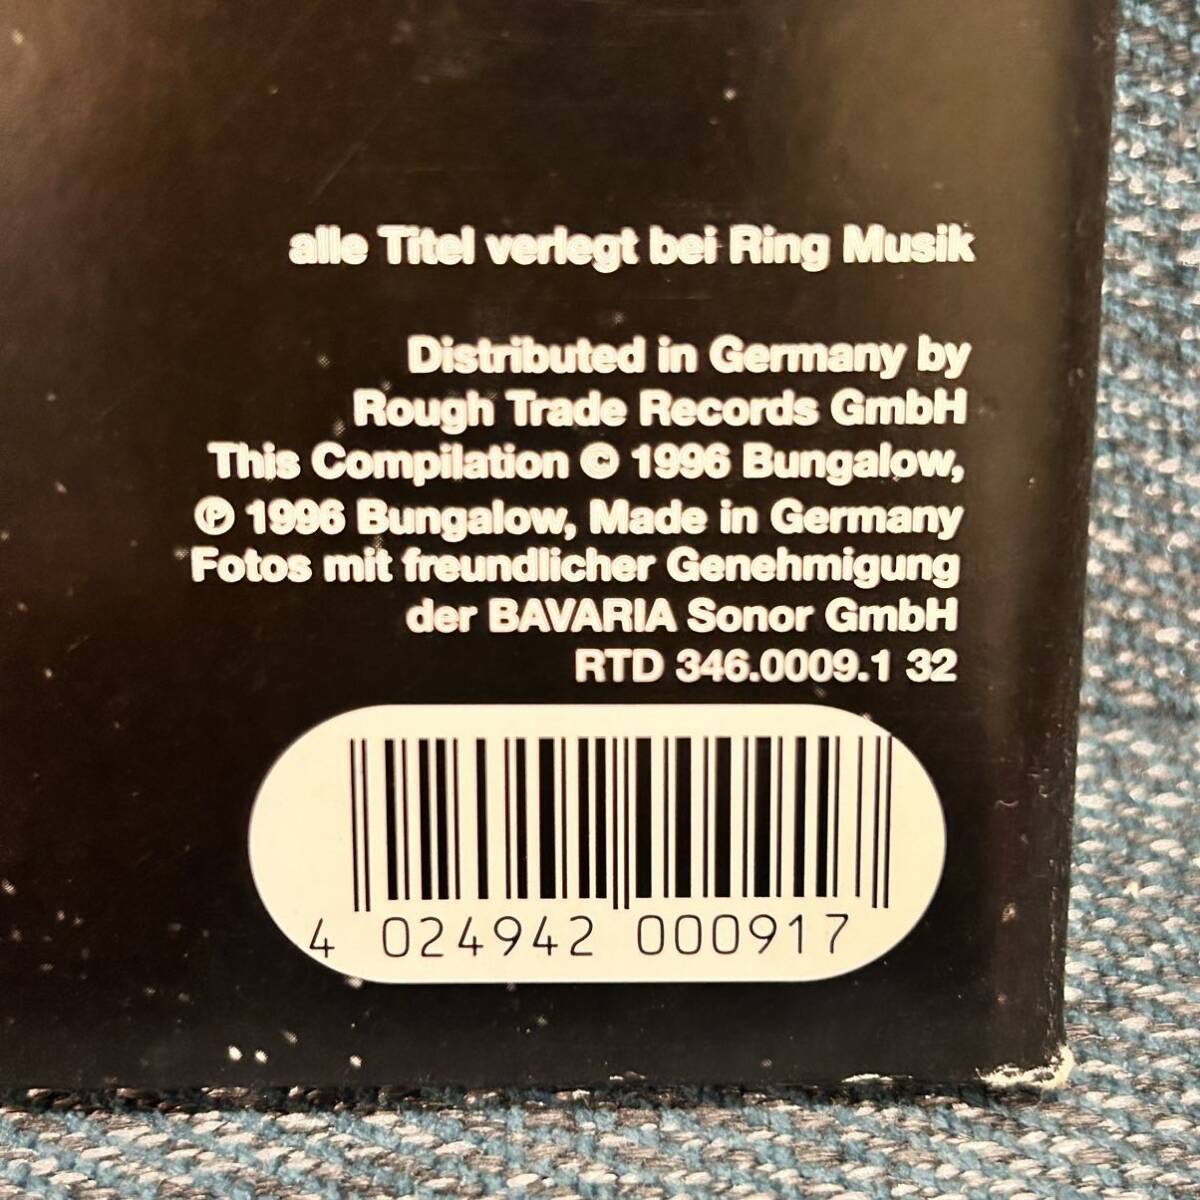 alle Titel verlegt bei Ring Musik
Distributed in Germany by
Rough Trade Records GmbH
This Compilation © 1996 Bungalow,
℗ 1996 Bungalow, Made in Germany
Fotos mit freundlicher Genehmigung
der BAVARIA Sonor GmbH
RTD 346.0009.1 32
4 024942 000917